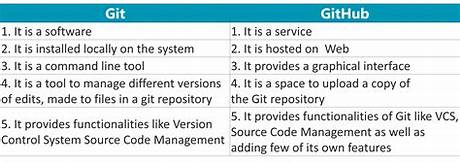 Git
GitHub
1. It is a software
1. It is a service
2. It is installed locally on the system
2. It is hosted on  Web
3. It is a command line tool
3. It provides a graphical interface
4. It is a tool to manage different versions
of edits, made to files in a git repository
4. It is a space to upload a copy of
the Git repository
5. It provides functionalities like Version
Control System Source Code Management
5. It provides functionalities of Git like VCS,
Source Code Management as well as
adding few of its own features